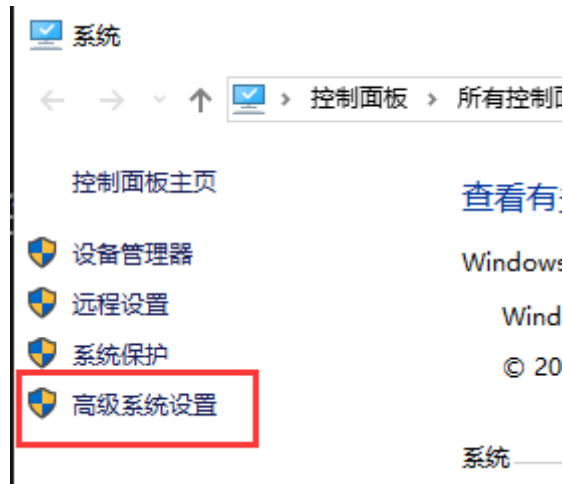 系统
控制面板 › 所有控制
控制面板主页
查看有
设备管理器
Windows
远程设置
Wind
系统保护
© 20
高级系统设置
系统